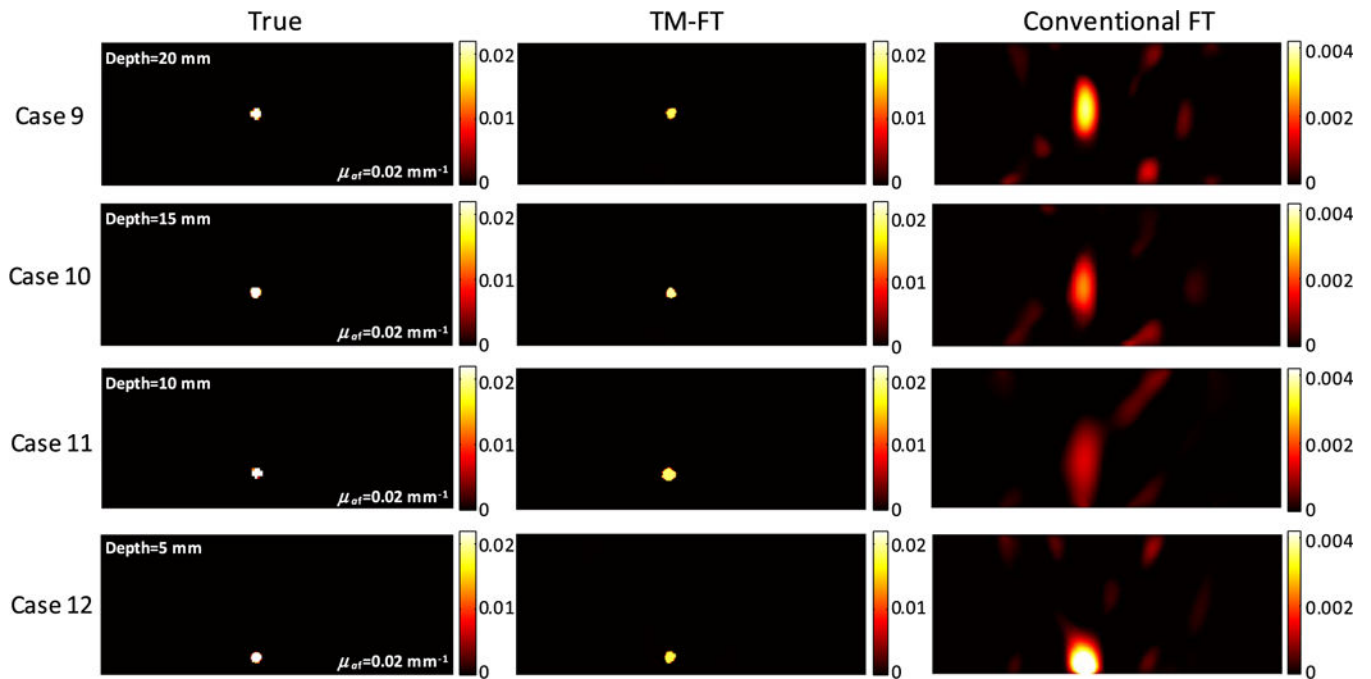 True TM-FT Conventional FT
Case 9
Depth=20 mm
μaf=0.02 mm-1
0.02
0.01
0
0.02
0.01
0
0.004
0.002
0
Case 10
Depth=15 mm
μaf=0.02 mm-1
0.02
0.01
0
0.02
0.01
0
0.004
0.002
0
Case 11
Depth=10 mm
μaf=0.02 mm-1
0.02
0.01
0
0.02
0.01
0
0.004
0.002
0
Case 12
Depth=5 mm
μaf=0.02 mm-1
0.02
0.01
0
0.02
0.01
0
0.004
0.002
0